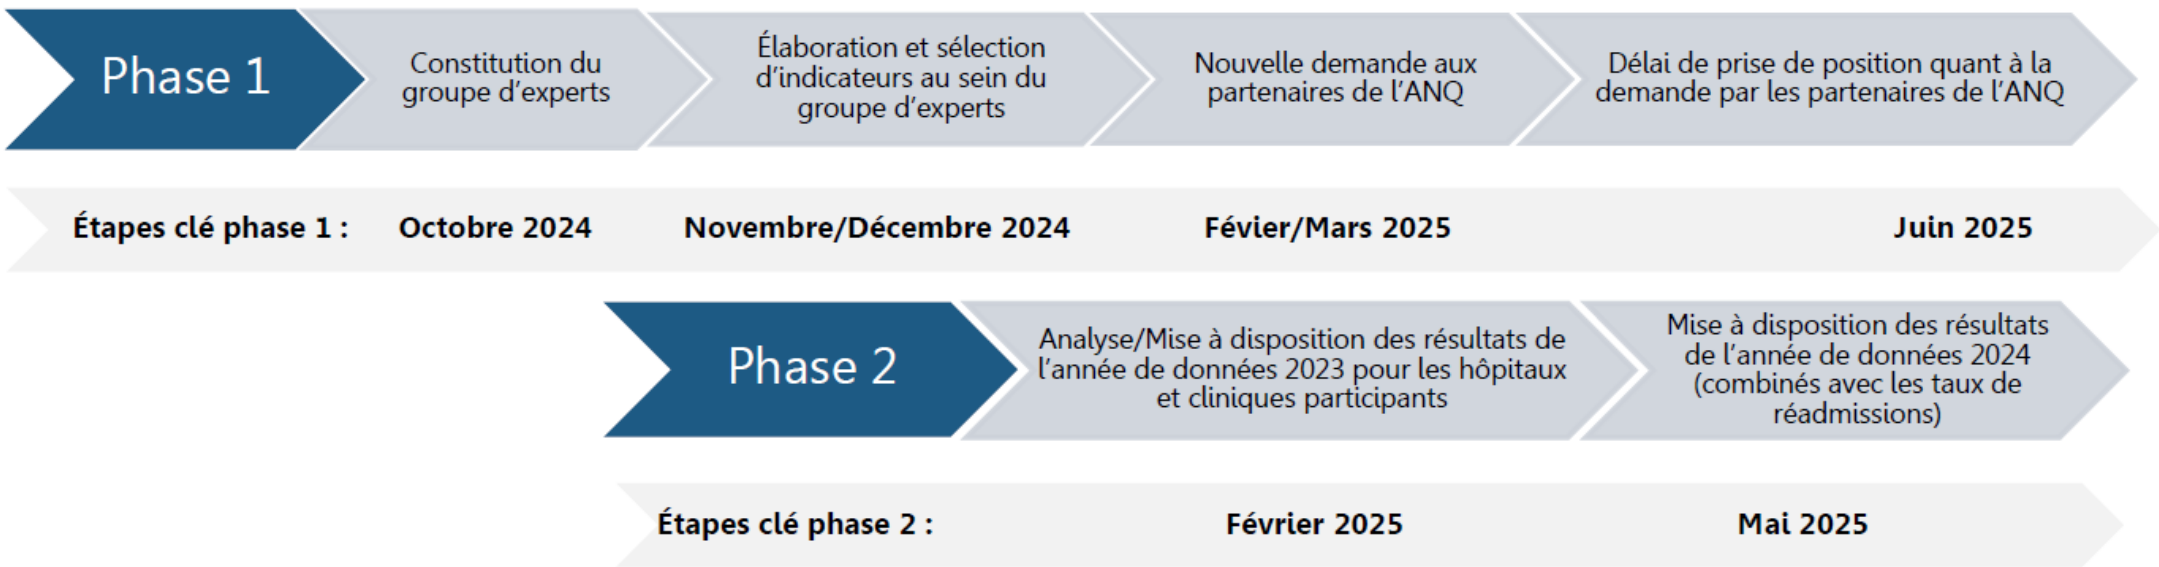 Phase 1
Constitution du
groupe d’experts
Élaboration et sélection
d’indicateurs au sein du
groupe d’experts
Nouvelle demande aux
partenaires de l’ANQ
Délai de prise de position quant à la
demande par les partenaires de l’ANQ
Étapes clé phase 1 :
Octobre 2024
Novembre/Décembre 2024
Févier/Mars 2025
Juin 2025
Phase 2
Analyse/Mise à disposition des résultats de
l’année de données 2023 pour les hôpitaux
et cliniques participants
Mise à disposition des résultats
de l’année de données 2024
(combinés avec les taux de
réadmissions)
Étapes clé phase 2 :
Février 2025
Mai 2025